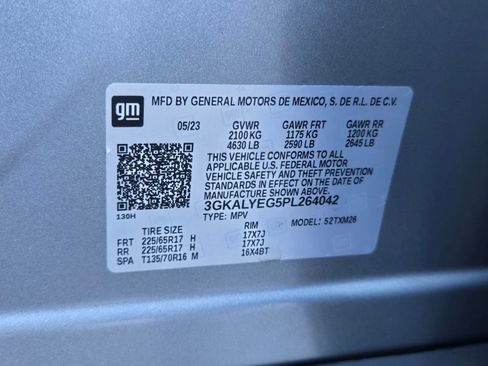 gm
MFD BY GENERAL MOTORS DE MEXICO, S. DE R.L. DE C.V.
05/23 GVWR GAWR FRT GAWR RR
2100 KG 1175 KG 1200 KG
4630 LB 2590 LB 2645 LB
THIS VEHICLE CONFORMS TO ALL
APPLICABLE U.S. FEDERAL MOTOR
VEHICLE SAFETY AND THEFT PREVENTION
STANDARDS IN EFFECT ON THE DATE OF
MANUFACTURE SHOWN ABOVE.
3GKALYEG5PL264042
130H
TYPE: MPV MODEL: 52TXM26
TIRE SIZE RIM
FRT 225/65R17 H 17X7J
RR 225/65R17 H 17X7J
SPA T135/70R16 M 16X4BT